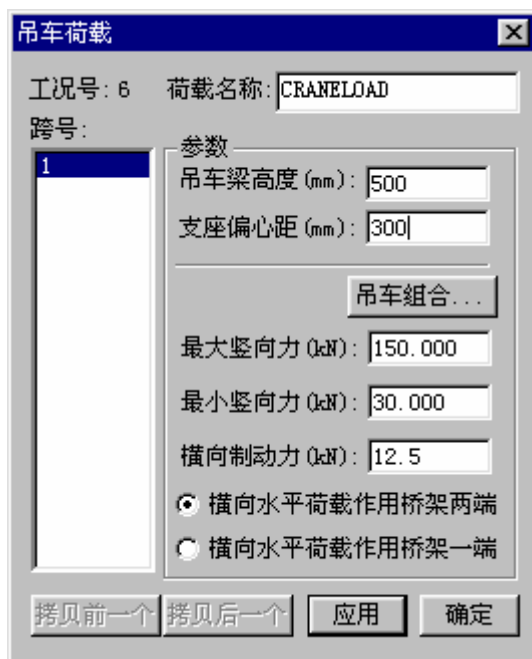 吊车荷载
工况号: 6 荷载名称: CRANELOAD
跨号:
1
参数
吊车梁高度(mm): 500
支座偏心距(mm): 300
吊车组合...
最大竖向力(kN): 150.000
最小竖向力(kN): 30.000
横向制动力(kN): 12.5
横向水平荷载作用桥架两端
横向水平荷载作用桥架一端
拷贝前一个 拷贝后一个 应用 确定